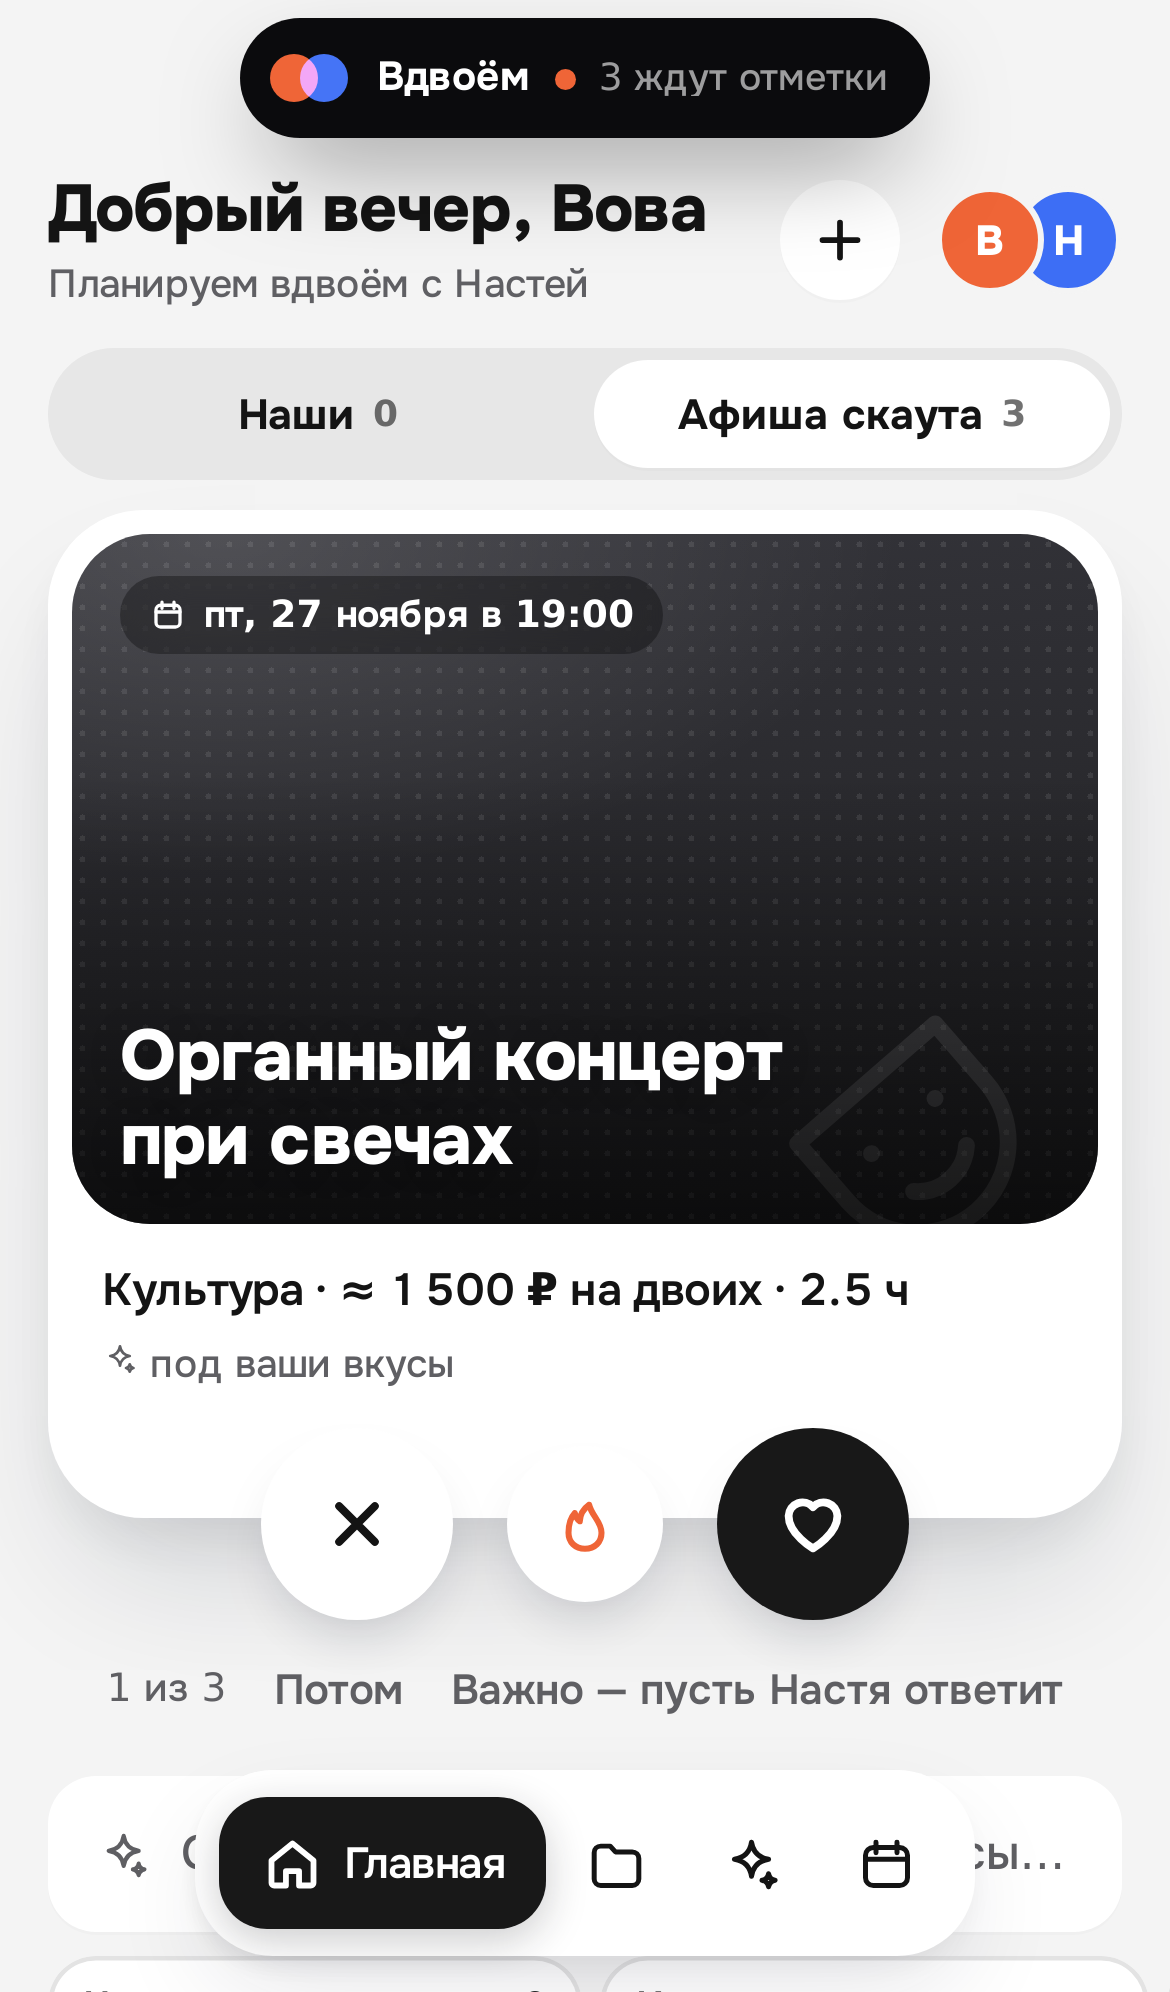 Вдвоём 3 ждут отметки
Добрый вечер, Вова
Планируем вдвоём с Настей
В Н
Наши 0
Афиша скаута 3
пт, 27 ноября в 19:00
Органный концерт
при свечах
Культура · ≈ 1 500 ₽ на двоих · 2.5 ч
под ваши вкусы
1 из 3 Потом Важно — пусть Настя ответит
Главная